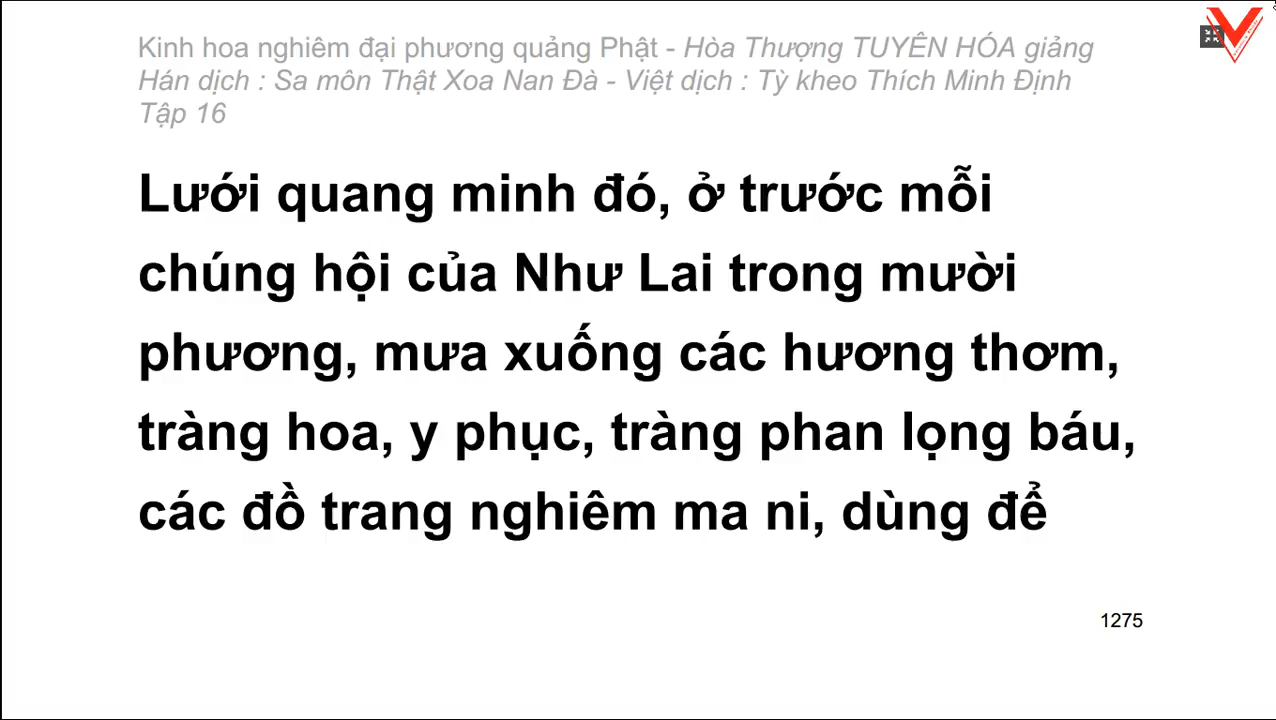 Kinh hoa nghiêm đại phương quảng Phật - Hòa Thượng TUYÊN HÓA giảng
Hán dịch : Sa môn Thật Xoa Nan Đà - Việt dịch : Tỳ kheo Thích Minh Định
Tập 16
Lưới quang minh đó, ở trước mỗi
chúng hội của Như Lai trong mười
phương, mưa xuống các hương thơm,
tràng hoa, y phục, tràng phan lọng báu,
các đồ trang nghiêm ma ni, dùng để
1275